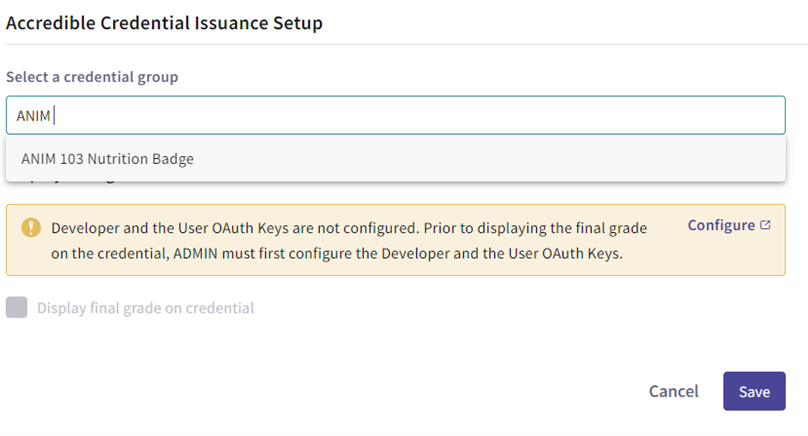 Accredible Credential Issuance Setup
Select a credential group
ANIM
ANIM 103 Nutrition Badge
Developer and the User OAuth Keys are not configured. Prior to displaying the final grade
on the credential, ADMIN must first configure the Developer and the User OAuth Keys.
Configure
Display final grade on credential
Cancel
Save